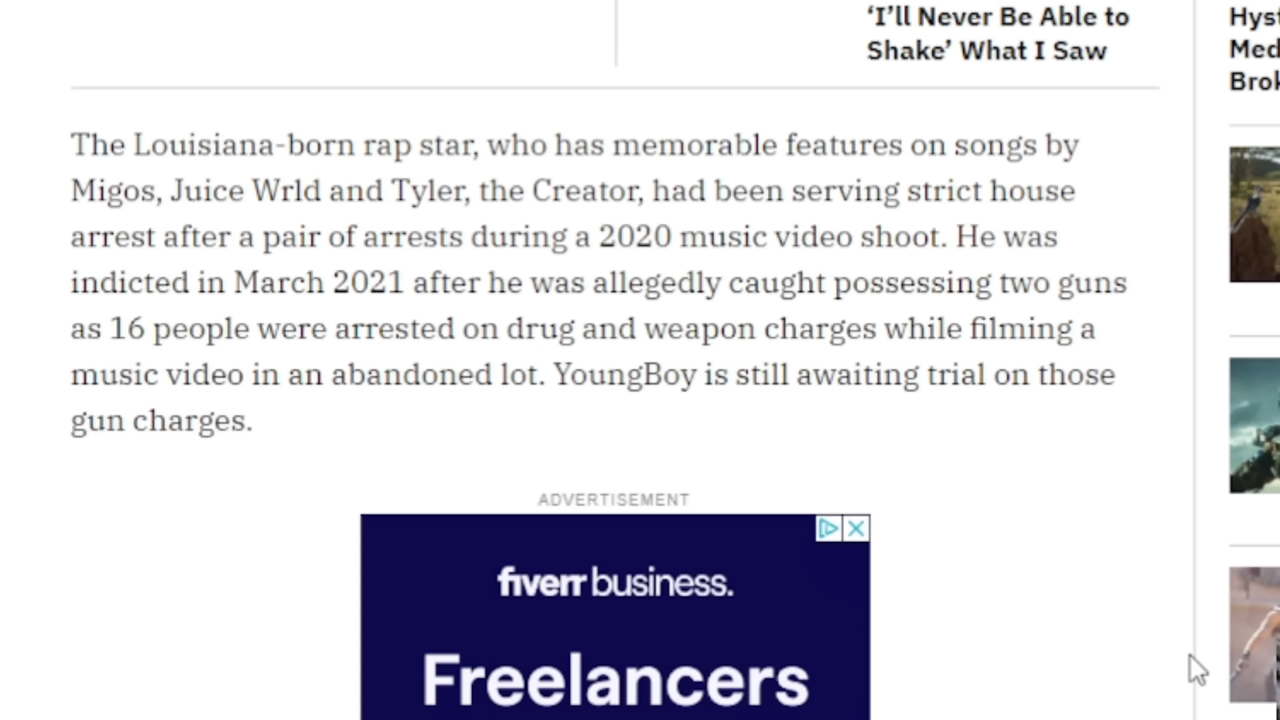 ‘I’ll Never Be Able to
Shake’ What I Saw
The Louisiana-born rap star, who has memorable features on songs by
Migos, Juice Wrld and Tyler, the Creator, had been serving strict house
arrest after a pair of arrests during a 2020 music video shoot. He was
indicted in March 2021 after he was allegedly caught possessing two guns
as 16 people were arrested on drug and weapon charges while filming a
music video in an abandoned lot. YoungBoy is still awaiting trial on those
gun charges.
ADVERTISEMENT
fiverr business.
Freelancers